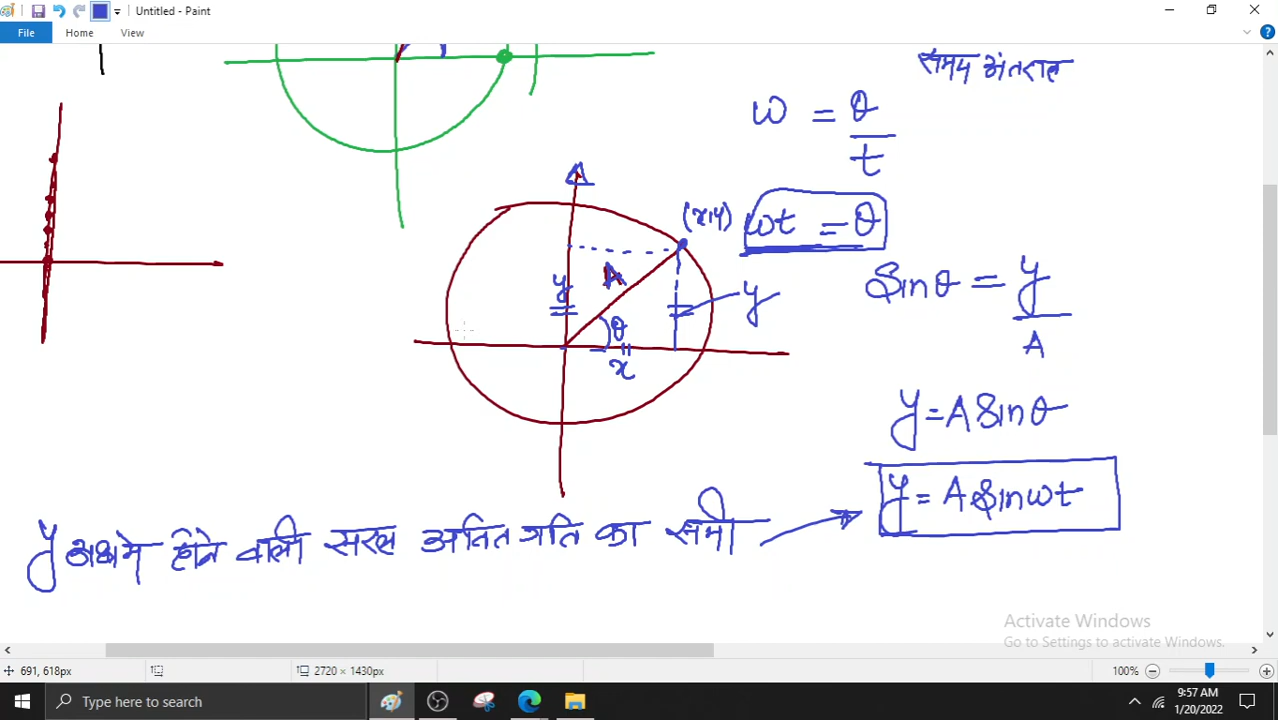 Untitled - Paint
File Home View
समय अंतराल
ω = θ/t
A
(x,y)
ωt = θ
A
y
θ
x
y
Sinθ = y/A
y = A Sinθ
y = A Sinωt
y अक्ष मे होने वाली सरल आवर्त गति का समी
Activate Windows
Go to Settings to activate Windows.
691, 618px
2720 × 1430px
100%
Type here to search
9:57 AM
1/20/2022